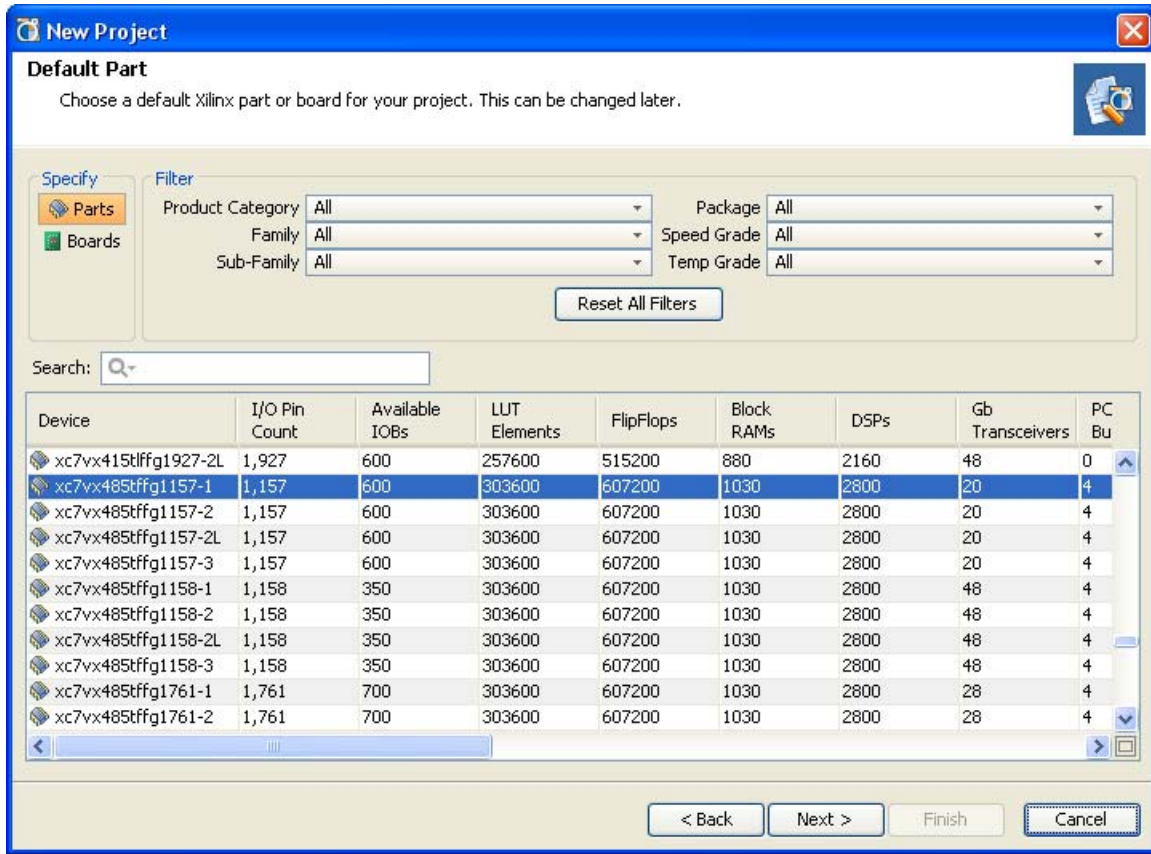 New Project
Default Part
Choose a default Xilinx part or board for your project. This can be changed later.
Specify
Parts
Boards
Filter
Product Category All
Package All
Family All
Speed Grade All
Sub-Family All
Temp Grade All
Reset All Filters
Search:
Device I/O Pin Count Available IOBs LUT Elements FlipFlops Block RAMs DSPs Gb Transceivers PC Bu
xc7vx415tlffg1927-2L 1,927 600 257600 515200 880 2160 48 0
xc7vx485tffg1157-1 1,157 600 303600 607200 1030 2800 20 4
xc7vx485tffg1157-2 1,157 600 303600 607200 1030 2800 20 4
xc7vx485tffg1157-2L 1,157 600 303600 607200 1030 2800 20 4
xc7vx485tffg1157-3 1,157 600 303600 607200 1030 2800 20 4
xc7vx485tffg1158-1 1,158 350 303600 607200 1030 2800 48 4
xc7vx485tffg1158-2 1,158 350 303600 607200 1030 2800 48 4
xc7vx485tffg1158-2L 1,158 350 303600 607200 1030 2800 48 4
xc7vx485tffg1158-3 1,158 350 303600 607200 1030 2800 48 4
xc7vx485tffg1761-1 1,761 700 303600 607200 1030 2800 28 4
xc7vx485tffg1761-2 1,761 700 303600 607200 1030 2800 28 4
< Back Next > Finish Cancel